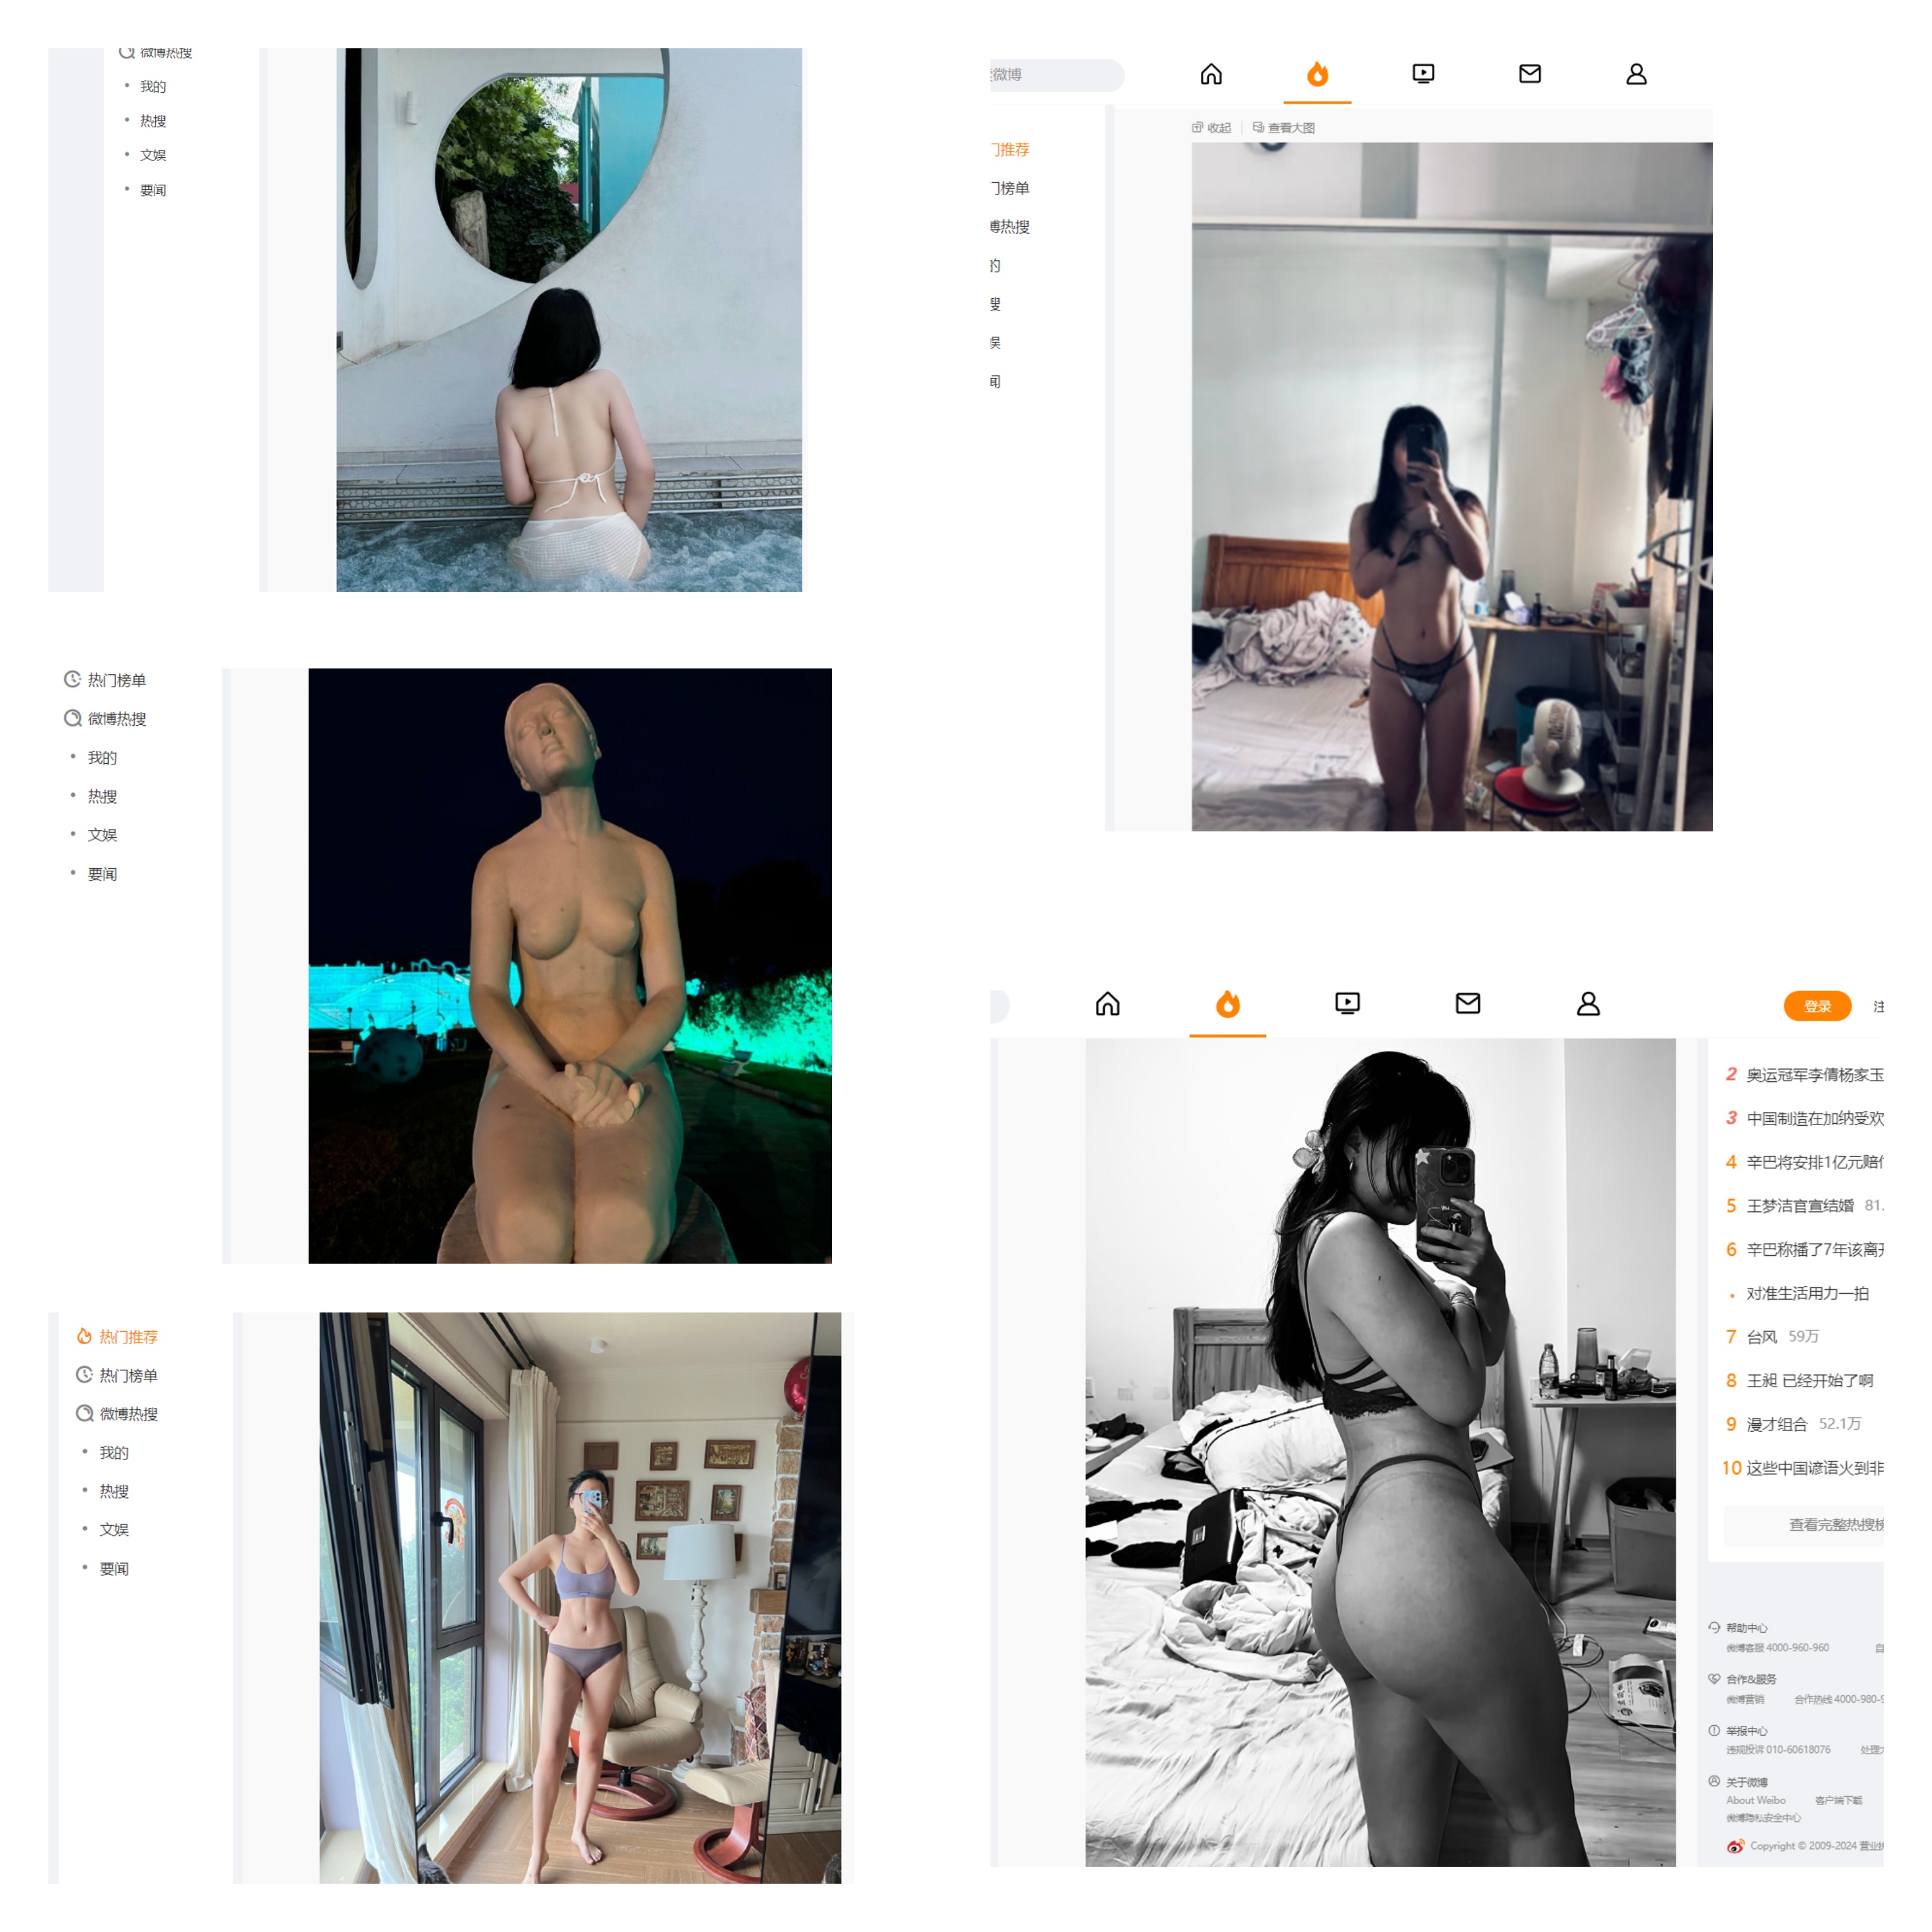 微博热搜
我的
热搜
文娱
要闻
微博
收起
查看大图
门推荐
门榜单
博热搜
的
搜
娱
闻
热门榜单
微博热搜
我的
热搜
文娱
要闻
登录
注
2 奥运冠军李倩杨家玉
3 中国制造在加纳受欢
4 辛巴将安排1亿元赔付
5 王梦洁官宣结婚 81.
6 辛巴称播了7年该离开
对准生活用力一拍
7 台风 59万
8 王昶 已经开始了啊
9 漫才组合 52.1万
10 这些中国谚语火到非
查看完整热搜榜
帮助中心
微博客服 4000-960-960 自
合作&服务
微博营销 合作热线 4000-980-9
举报中心
违规投诉 010-60618076 处理大
关于微博
About Weibo 客户端下载
微博隐私安全中心
Copyright © 2009-2024 营业执
热门推荐
热门榜单
微博热搜
我的
热搜
文娱
要闻